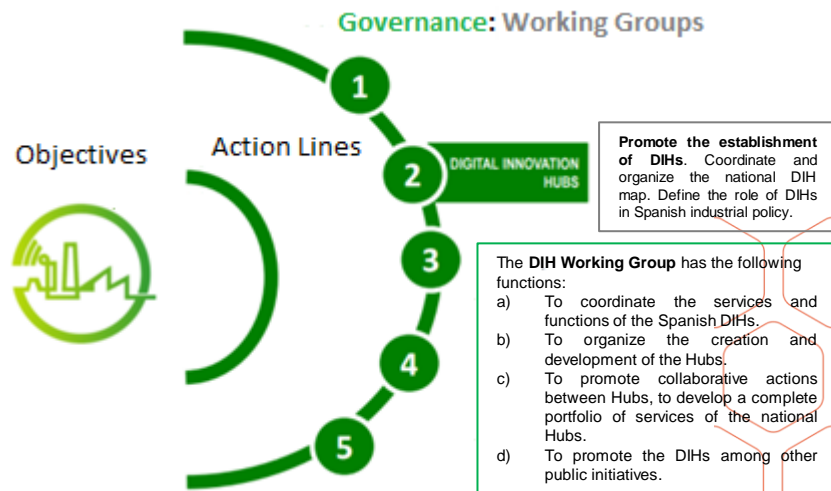 Governance: Working Groups
1
Objectives
Action Lines
2
DIGITAL INNOVATION
HUBS
Promote the establishment
of DIHs. Coordinate and
organize the national DIH
map. Define the role of DIHs
in Spanish industrial policy.
3
The DIH Working Group has the following
functions:
a) To coordinate the services and
functions of the Spanish DIHs.
b) To organize the creation and
development of the Hubs.
c) To promote collaborative actions
between Hubs, to develop a complete
portfolio of services of the national
Hubs.
d) To promote the DIHs among other
public initiatives.
4
5